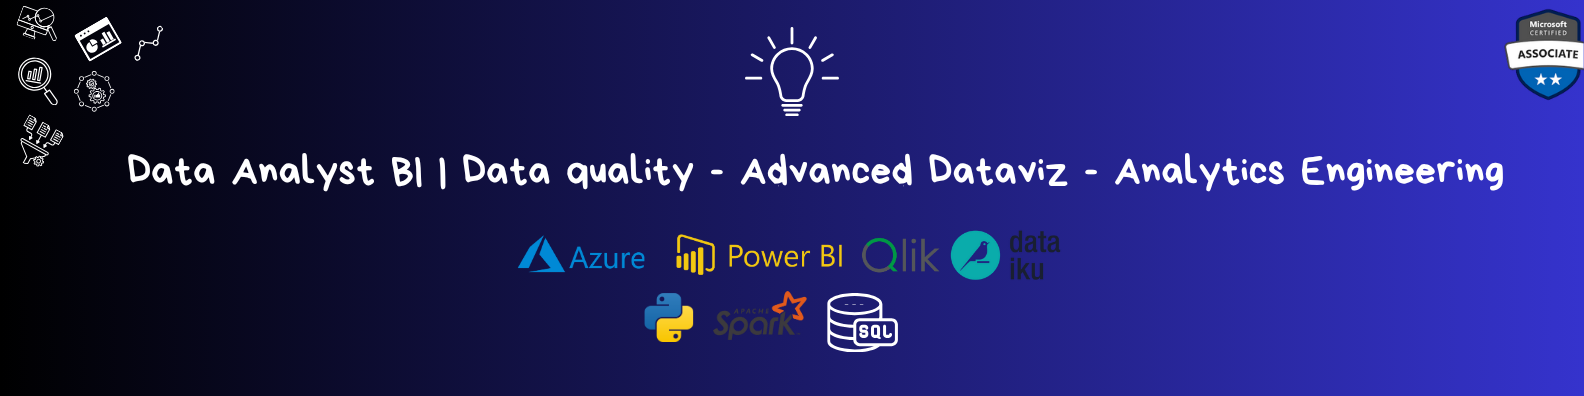 Microsoft
CERTIFIED
ASSOCIATE
Data Analyst BI | Data quality - Advanced Dataviz - Analytics Engineering
Azure
Power BI
Qlik
data
iku
APACHE
Spark
SQL